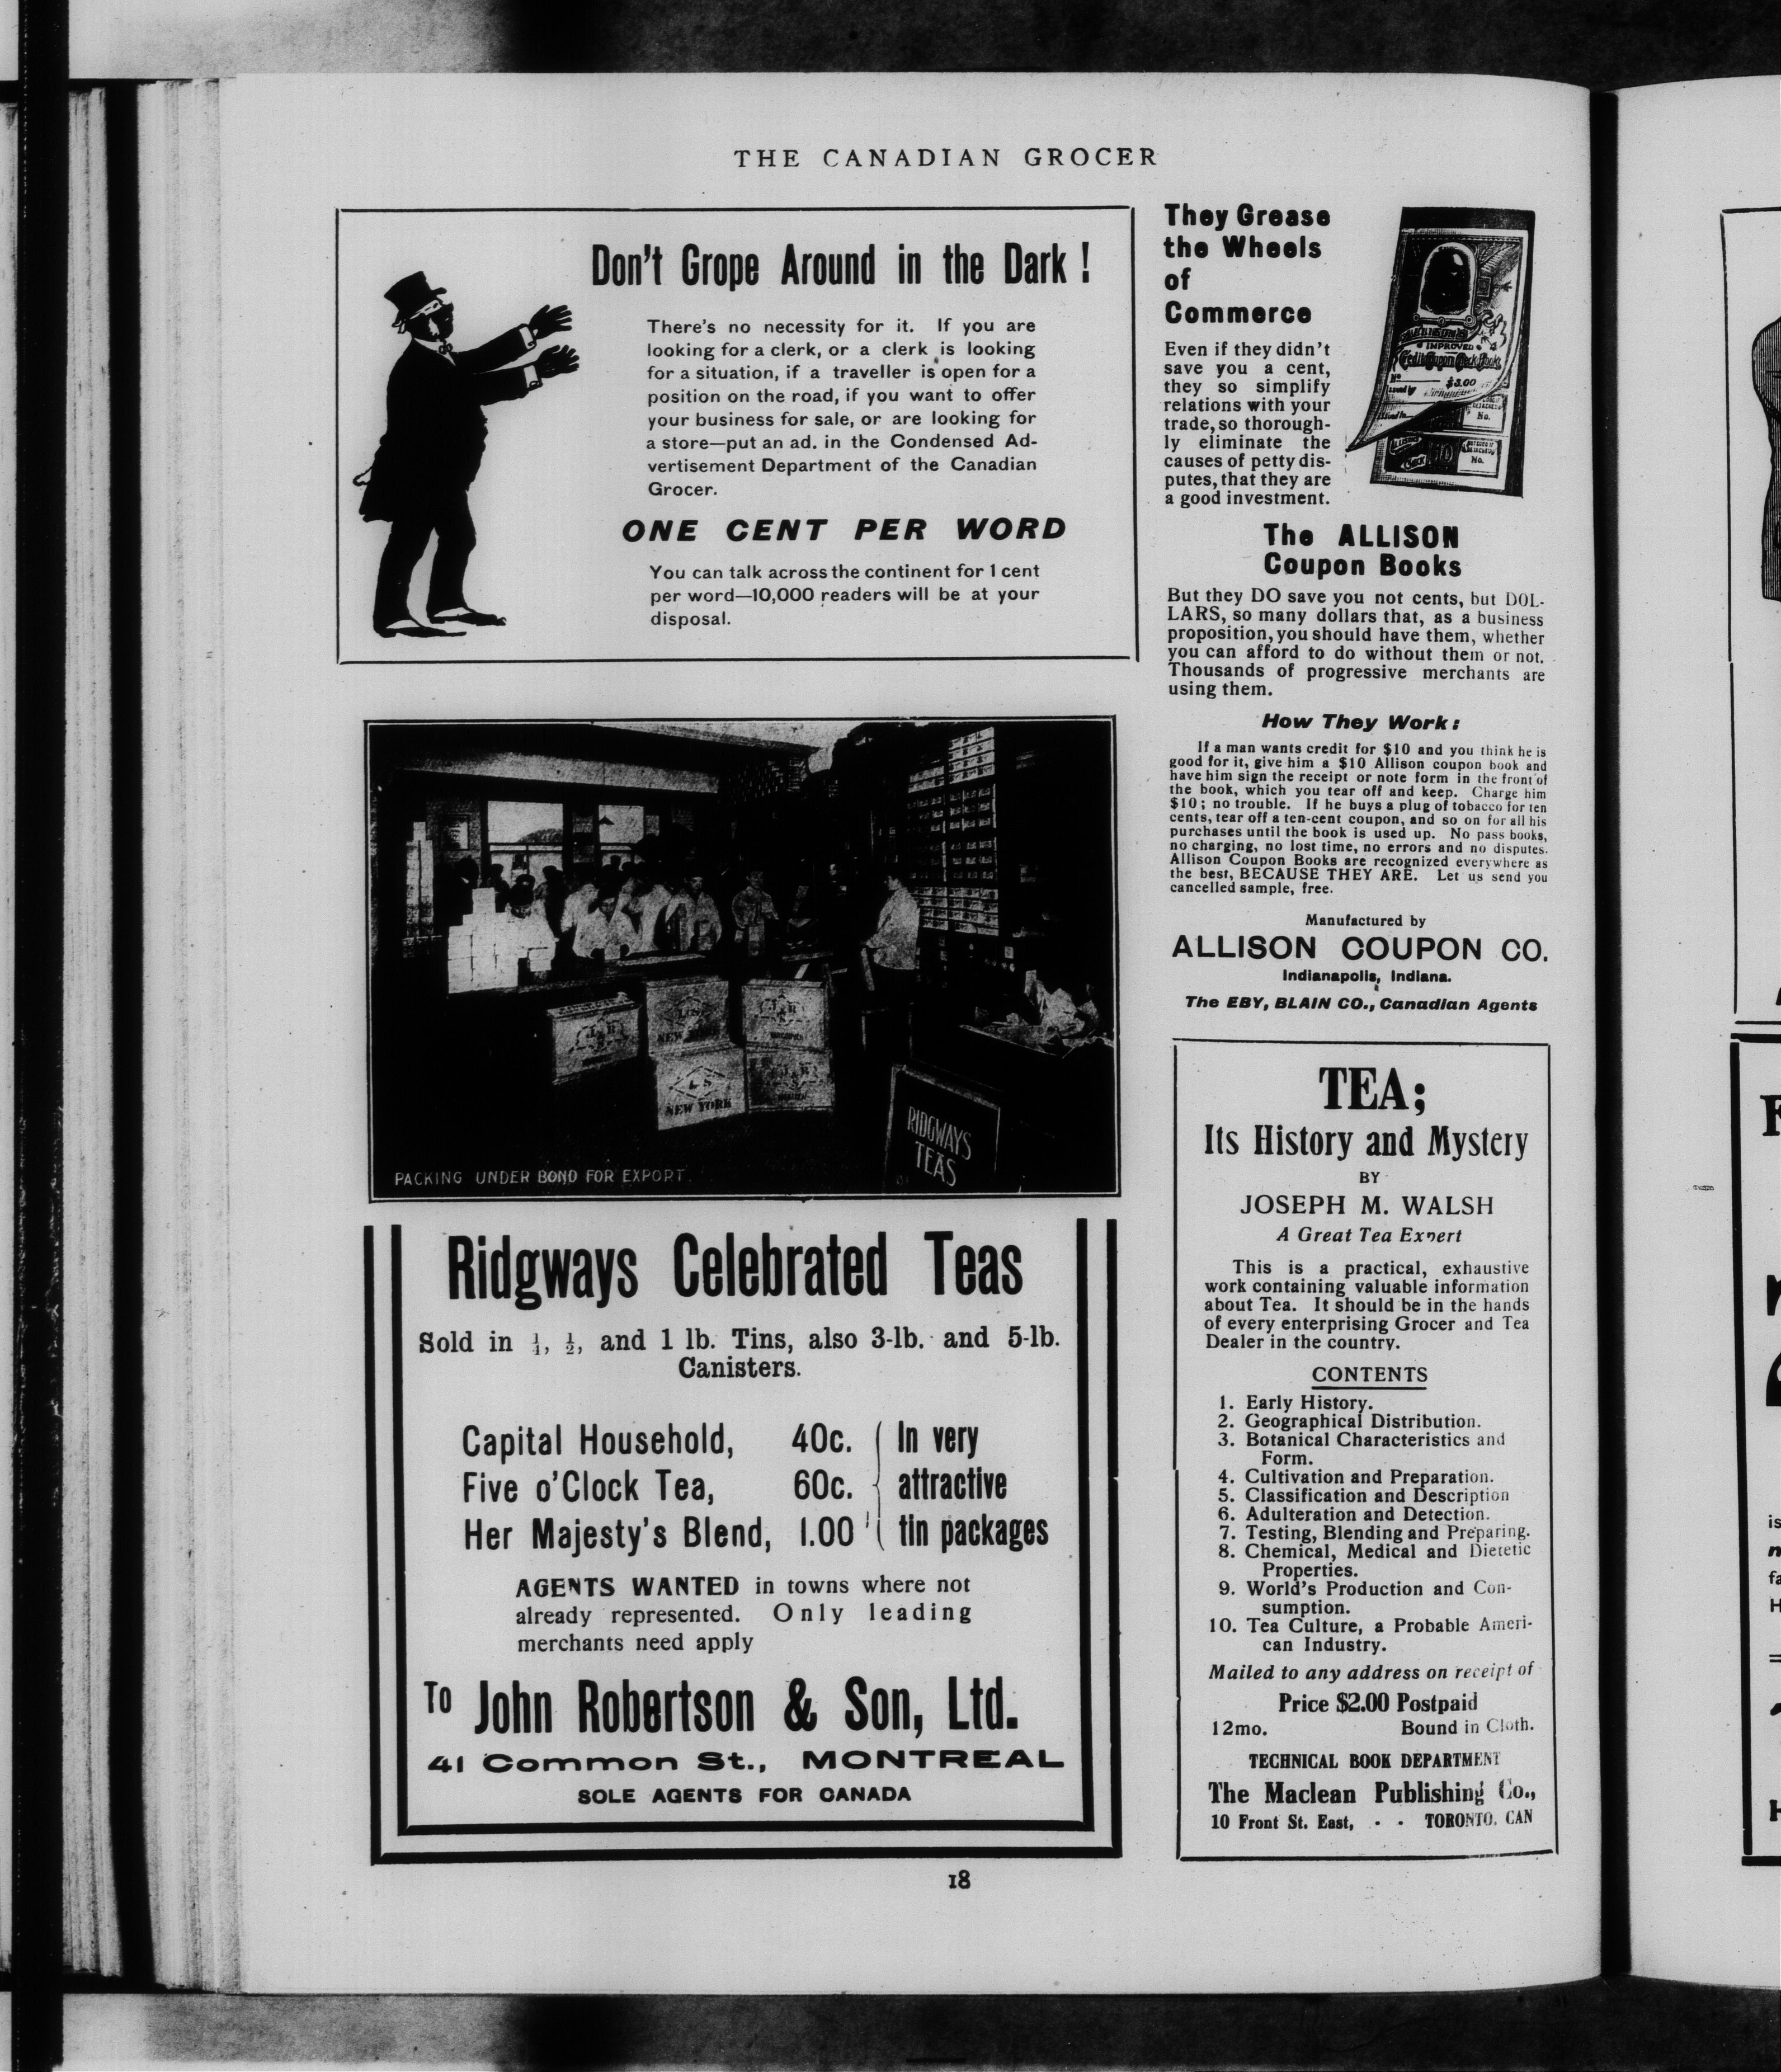 THE CANADIAN GROCER
Don't Grope Around in the Dark !
There's no necessity for it. If you are
looking for a clerk, or a clerk is looking
for a situation, if a traveller is open for a
position on the road, if you want to offer
your business for sale, or are looking for
a store—put an ad. in the Condensed Ad-
vertisement Department of the Canadian
Grocer.
ONE CENT PER WORD
You can talk across the continent for 1 cent
per word—10,000 readers will be at your
disposal.
NEW YORK
L S
NEW YORK
RIDGWAYS
TEAS
PACKING UNDER BOND FOR EXPORT.
Ridgways Celebrated Teas
Sold in ¼, ½, and 1 lb. Tins, also 3-lb. and 5-lb.
Canisters.
Capital Household, 40c. In very
Five o'Clock Tea, 60c. attractive
Her Majesty's Blend, 1.00 tin packages
AGENTS WANTED in towns where not
already represented. Only leading
merchants need apply
To John Robertson & Son, Ltd.
41 Common St., MONTREAL
SOLE AGENTS FOR CANADA
They Grease
the Wheels
of
Commerce
Even if they didn't
save you a cent,
they so simplify
relations with your
trade, so thorough-
ly eliminate the
causes of petty dis-
putes, that they are
a good investment.
IMPROVED
Credit Coupon Check Book
No
$3.00
No.
10
No.
The ALLISON
Coupon Books
But they DO save you not cents, but DOL-
LARS, so many dollars that, as a business
proposition, you should have them, whether
you can afford to do without them or not.
Thousands of progressive merchants are
using them.
How They Work:
If a man wants credit for $10 and you think he is
good for it, give him a $10 Allison coupon book and
have him sign the receipt or note form in the front of
the book, which you tear off and keep. Charge him
$10; no trouble. If he buys a plug of tobacco for ten
cents, tear off a ten-cent coupon, and so on for all his
purchases until the book is used up. No pass books,
no charging, no lost time, no errors and no disputes.
Allison Coupon Books are recognized everywhere as
the best, BECAUSE THEY ARE. Let us send you
cancelled sample, free.
Manufactured by
ALLISON COUPON CO.
Indianapolis, Indiana.
The EBY, BLAIN CO., Canadian Agents
TEA;
Its History and Mystery
BY
JOSEPH M. WALSH
A Great Tea Expert
This is a practical, exhaustive
work containing valuable information
about Tea. It should be in the hands
of every enterprising Grocer and Tea
Dealer in the country.
CONTENTS
1. Early History.
2. Geographical Distribution.
3. Botanical Characteristics and
Form.
4. Cultivation and Preparation.
5. Classification and Description
6. Adulteration and Detection.
7. Testing, Blending and Preparing.
8. Chemical, Medical and Dietetic
Properties.
9. World's Production and Con-
sumption.
10. Tea Culture, a Probable Ameri-
can Industry.
Mailed to any address on receipt of
Price $2.00 Postpaid
12mo. Bound in Cloth.
TECHNICAL BOOK DEPARTMENT
The Maclean Publishing Co.,
10 Front St. East, - - TORONTO, CAN
18